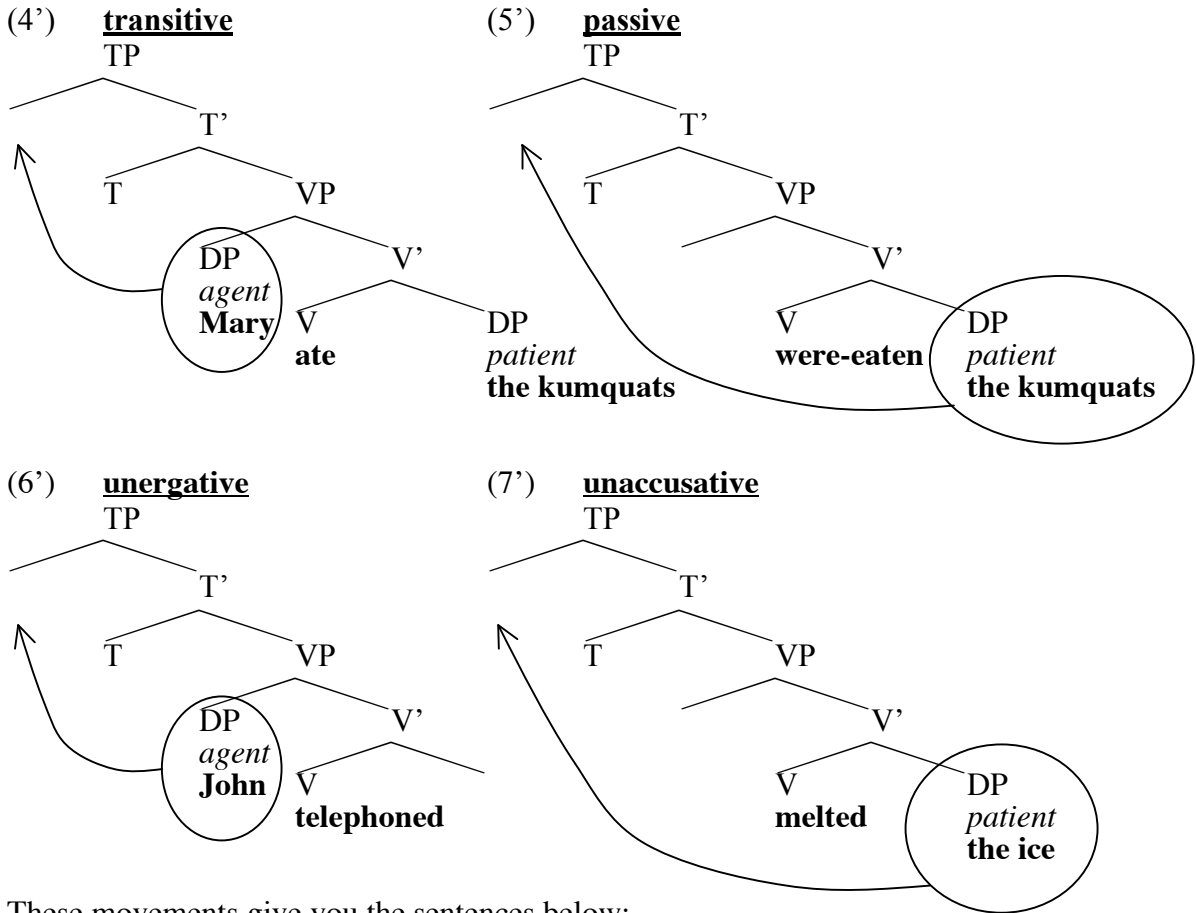 (4’) transitive
TP
T’
T VP
DP V’
agent
Mary V DP
ate patient
the kumquats
(5’) passive
TP
T’
T VP
V’
V DP
were-eaten patient
the kumquats
(6’) unergative
TP
T’
T VP
DP V’
agent
John V
telephoned
(7’) unaccusative
TP
T’
T VP
V’
V DP
melted patient
the ice
These movements give you the sentences below: